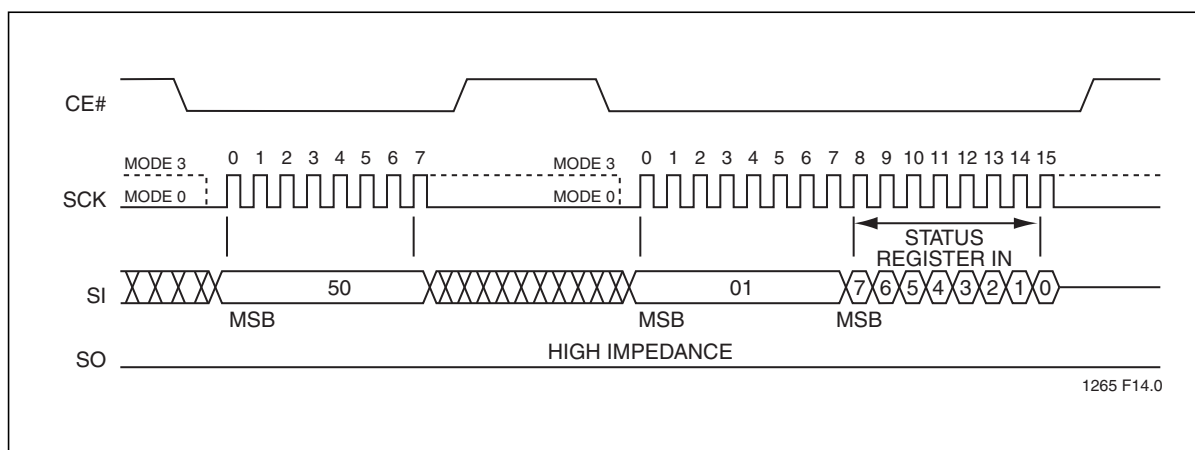 CE#
MODE 3 0 1 2 3 4 5 6 7 MODE 3 0 1 2 3 4 5 6 7 8 9 10 11 12 13 14 15
SCK MODE 0 MODE 0
STATUS
REGISTER IN
SI 50 01 7 6 5 4 3 2 1 0
MSB MSB MSB
SO HIGH IMPEDANCE
1265 F14.0